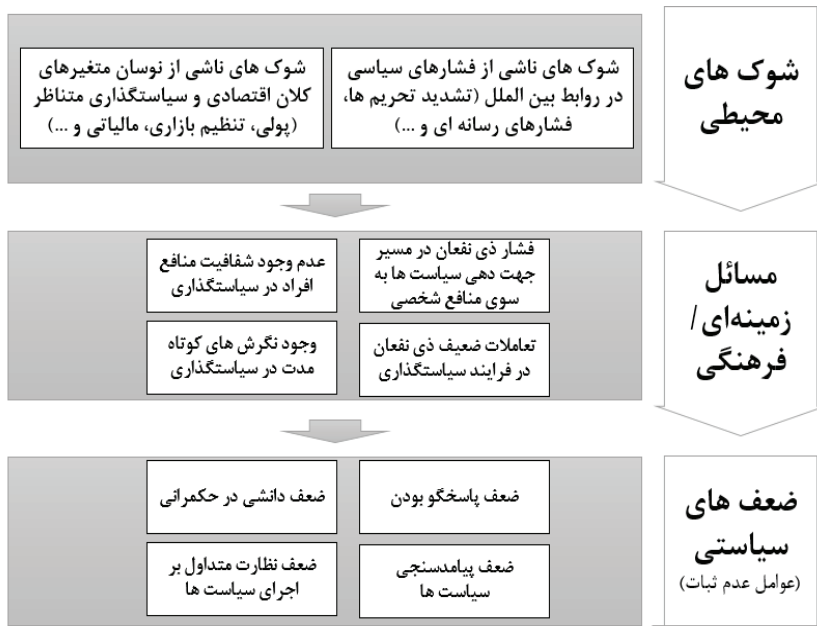 شوک های
محیطی
شوک های ناشی از فشارهای سیاسی
در روابط بین الملل (تشدید تحریم ها،
فشارهای رسانه ای و ...)
شوک های ناشی از نوسان متغیرهای
کلان اقتصادی و سیاستگذاری متناظر
(پولی، تنظیم بازاری، مالیاتی و ...)
مسائل
زمینه‌ای/
فرهنگی
فشار ذی نفعان در مسیر
جهت دهی سیاست ها به
سوی منافع شخصی
عدم وجود شفافیت منافع
افراد در سیاستگذاری
تعاملات ضعیف ذی نفعان
در فرایند سیاستگذاری
وجود نگرش های کوتاه
مدت در سیاستگذاری
ضعف های
سیاستی
(عوامل عدم ثبات)
ضعف پاسخگو بودن
ضعف دانشی در حکمرانی
ضعف پیامدسنجی
سیاست ها
ضعف نظارت متداول بر
اجرای سیاست ها